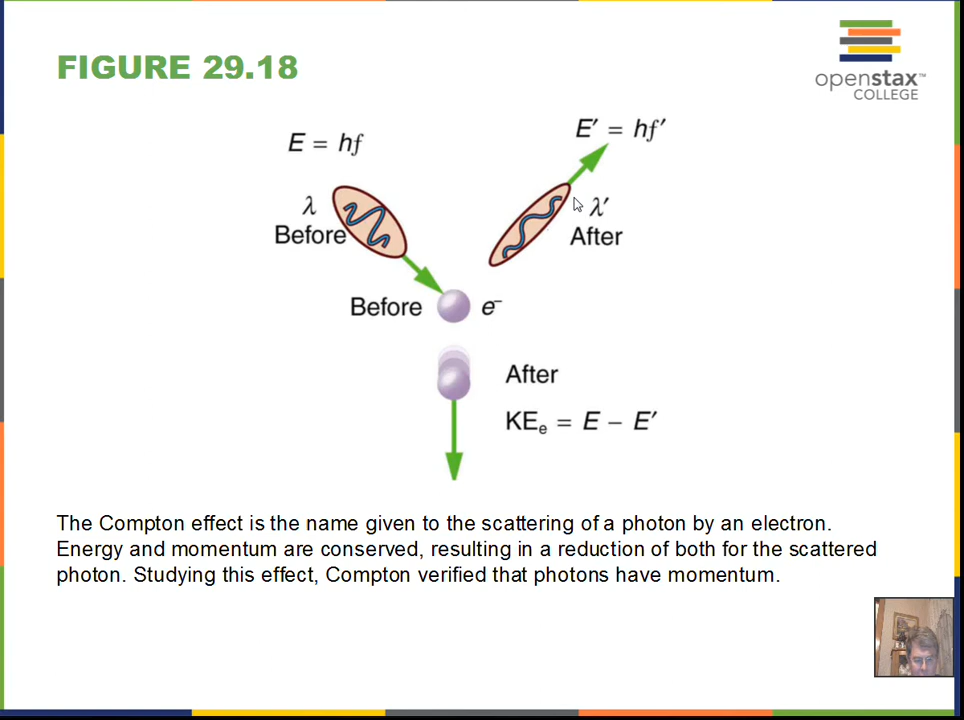 FIGURE 29.18
openstax™
COLLEGE
E = hf
E′ = hf′
λ
Before
λ′
After
Before
e⁻
After
KEₑ = E – E′
The Compton effect is the name given to the scattering of a photon by an electron.
Energy and momentum are conserved, resulting in a reduction of both for the scattered
photon. Studying this effect, Compton verified that photons have momentum.